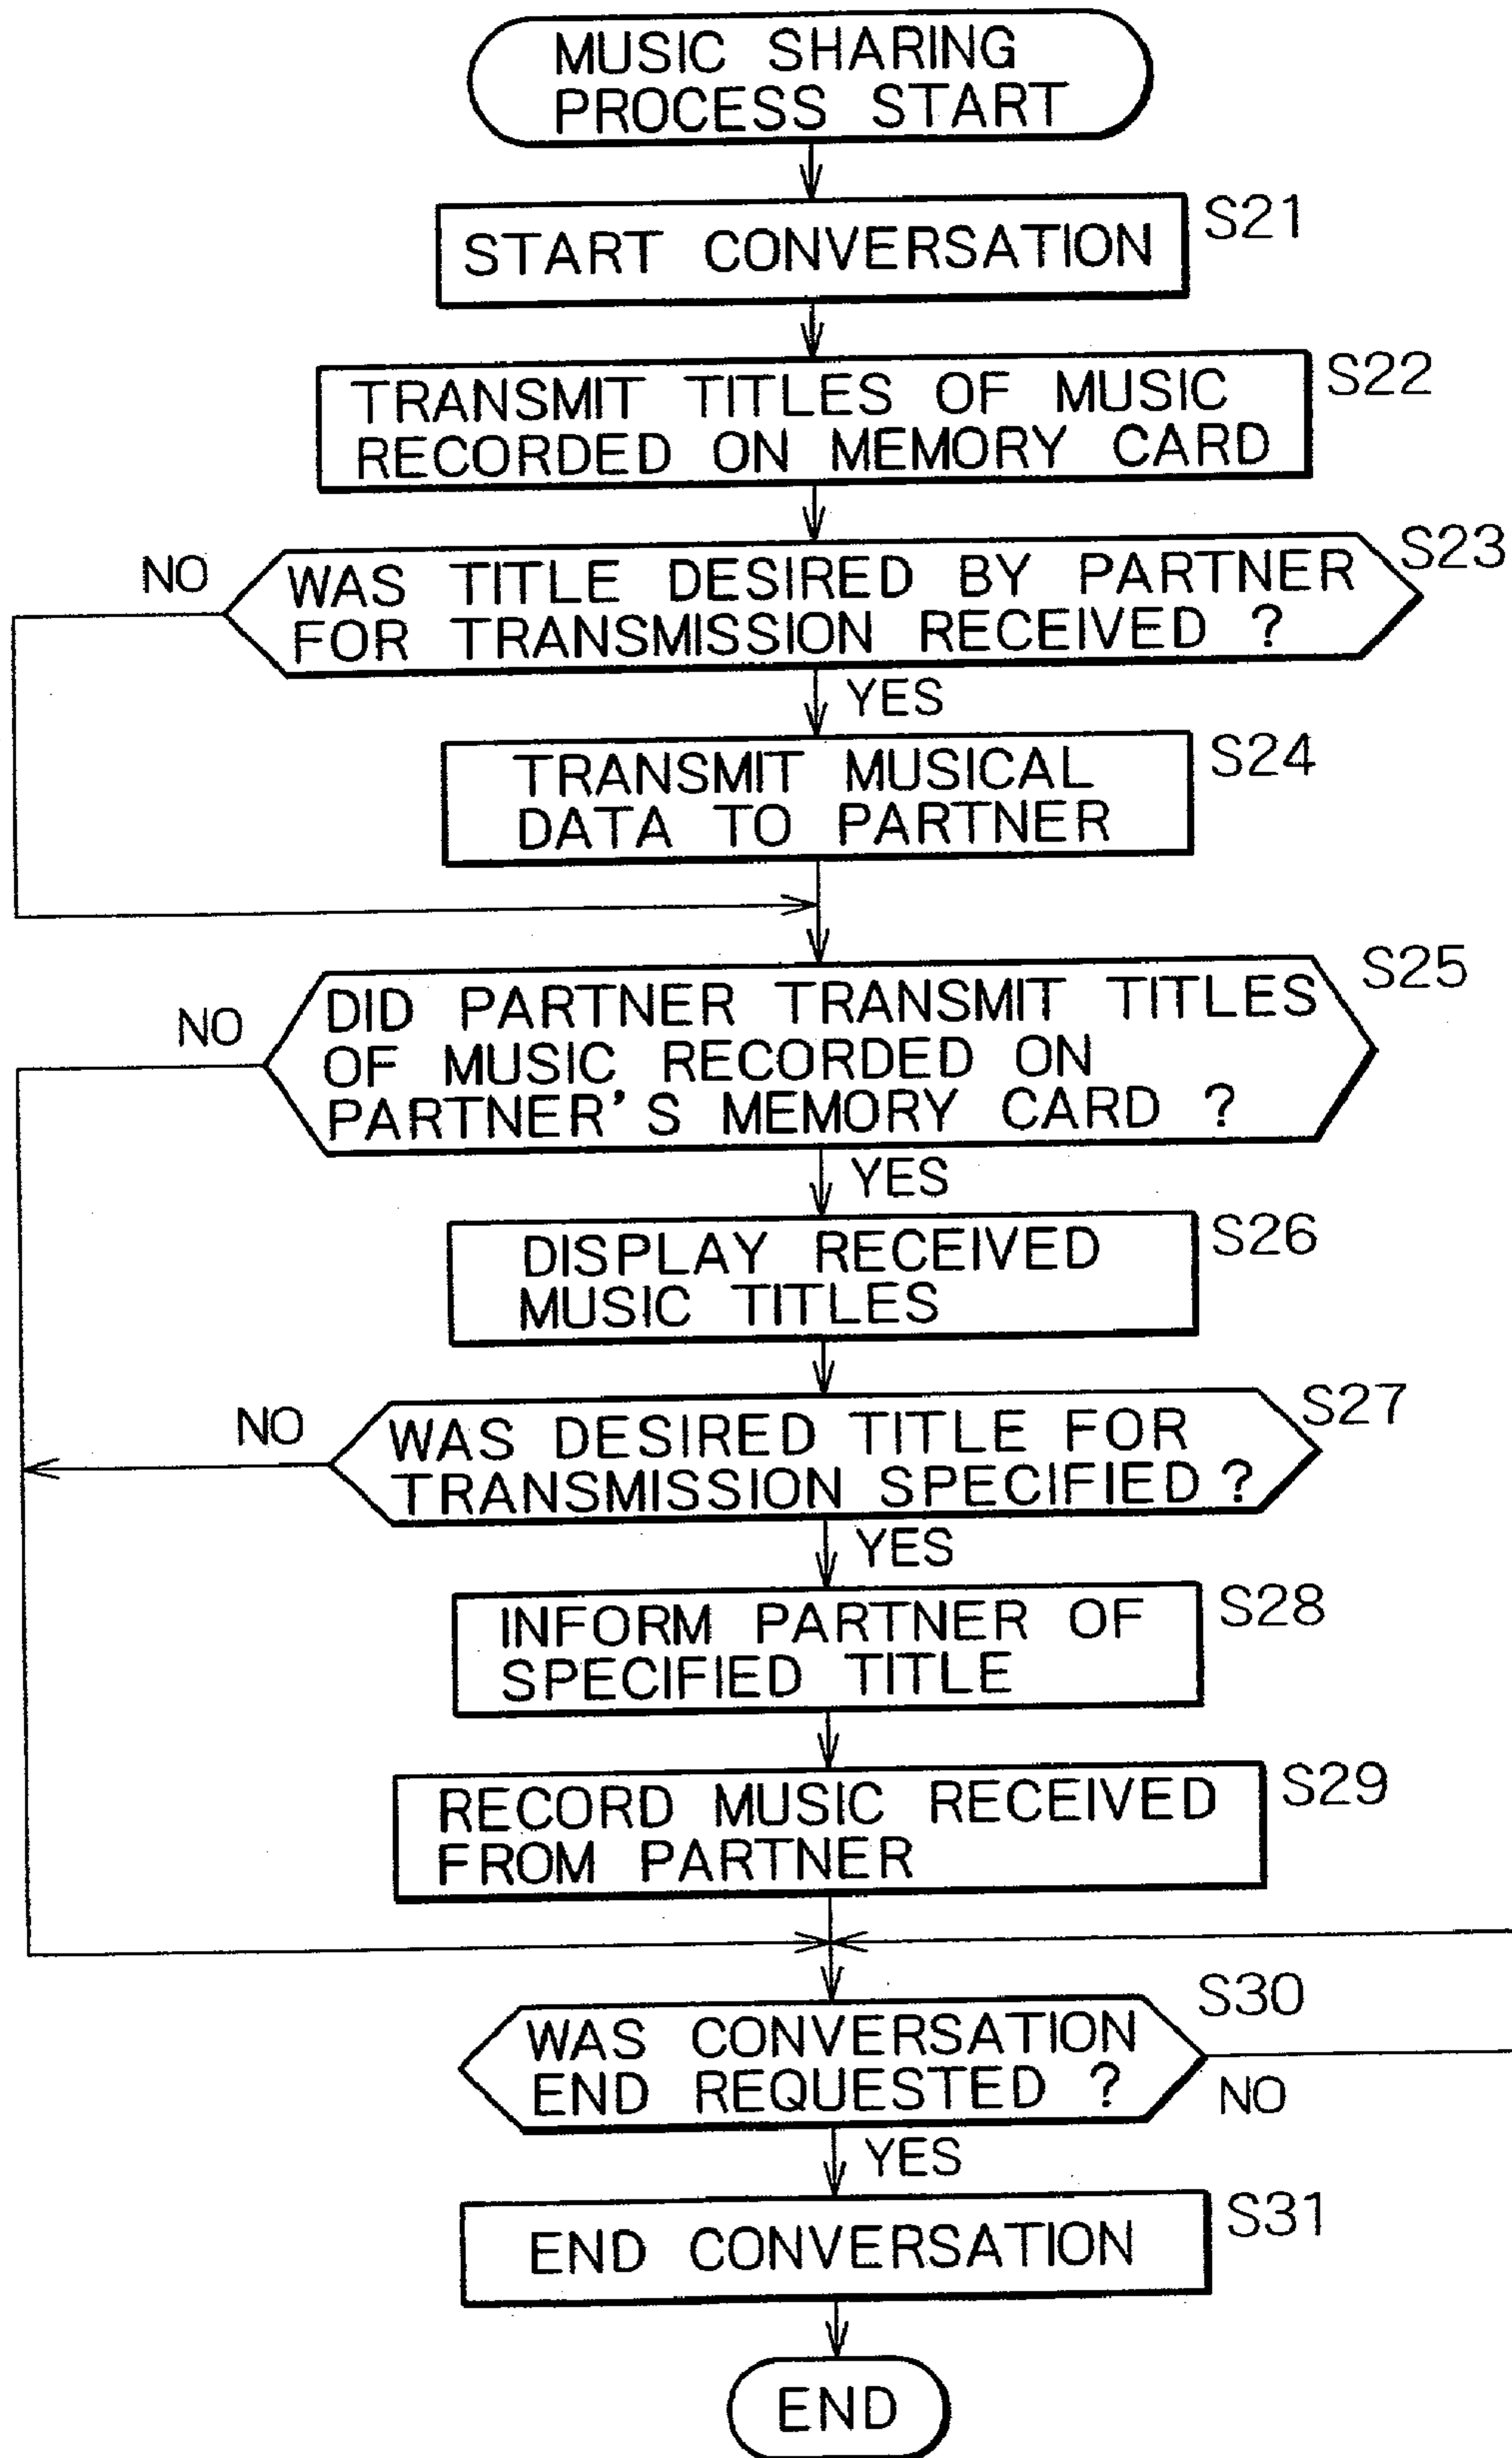 MUSIC SHARING
PROCESS START
START CONVERSATION
S21
TRANSMIT TITLES OF MUSIC
RECORDED ON MEMORY CARD
S22
NO
WAS TITLE DESIRED BY PARTNER
FOR TRANSMISSION RECEIVED ?
S23
YES
TRANSMIT MUSICAL
DATA TO PARTNER
S24
NO
DID PARTNER TRANSMIT TITLES
OF MUSIC RECORDED ON
PARTNER'S MEMORY CARD ?
S25
YES
DISPLAY RECEIVED
MUSIC TITLES
S26
NO
WAS DESIRED TITLE FOR
TRANSMISSION SPECIFIED ?
S27
YES
INFORM PARTNER OF
SPECIFIED TITLE
S28
RECORD MUSIC RECEIVED
FROM PARTNER
S29
WAS CONVERSATION
END REQUESTED ?
S30
NO
YES
END CONVERSATION
S31
END